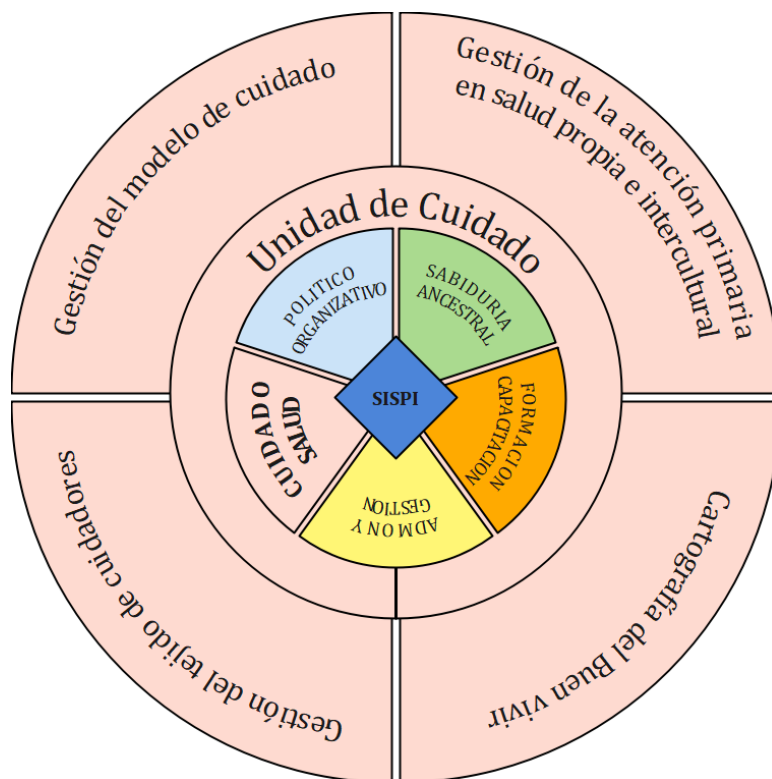 Gestión del modelo de cuidado
Gestión de la atención primaria
en salud propia e intercultural
Unidad de Cuidado
POLITICO
ORGANIZATIVO
SABIDURIA
ANCESTRAL
SISPI
CUIDADO
SALUD
FORMACION
CAPACITACION
ADMON Y
GESTION
Gestión del tejido de cuidadores
Cartografía del Buen vivir